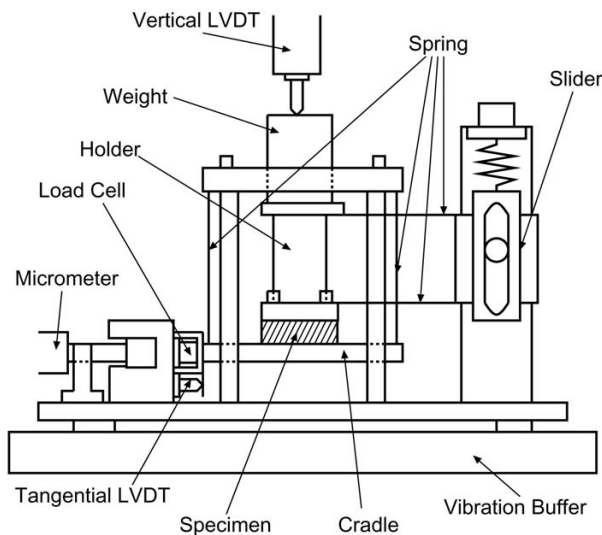 Vertical LVDT
Spring
Slider
Weight
Holder
Load Cell
Micrometer
Tangential LVDT
Specimen
Cradle
Vibration Buffer